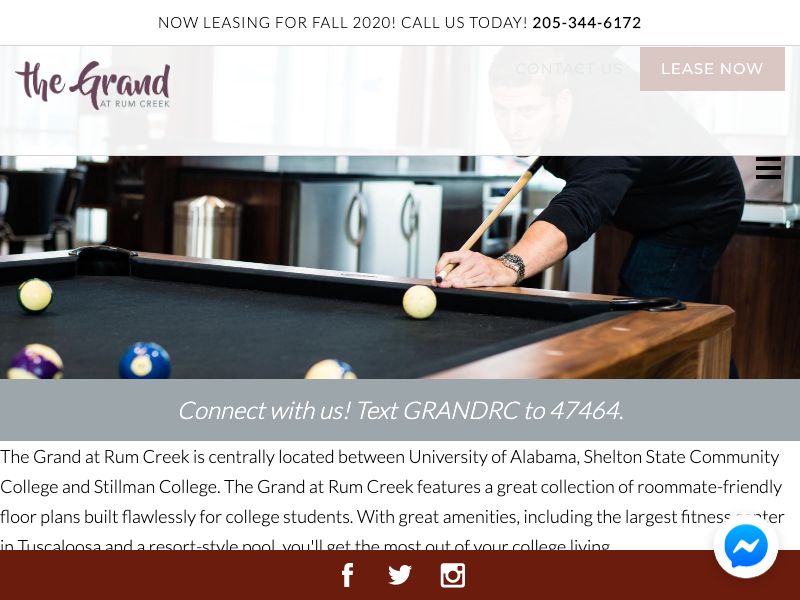 NOW LEASING FOR FALL 2020! CALL US TODAY! 205-344-6172
the Grand
AT RUM CREEK
CONTACT US
LEASE NOW
Connect with us! Text GRANDRC to 47464.
The Grand at Rum Creek is centrally located between University of Alabama, Shelton State Community
College and Stillman College. The Grand at Rum Creek features a great collection of roommate-friendly
floor plans built flawlessly for college students. With great amenities, including the largest fitness center
in Tuscaloosa and a resort-style pool, you'll get the most out of your college living